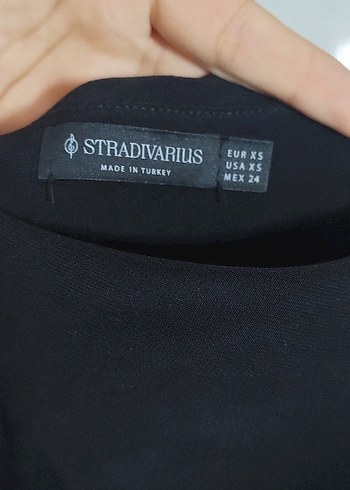 STRADIVARIUS
MADE IN TURKEY
EUR XS
USA XS
MEX 24